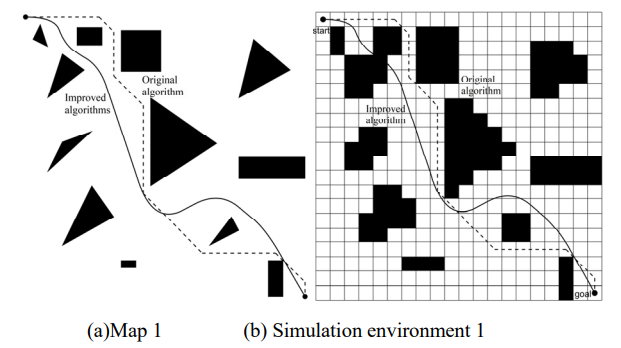 Original
algorithm
Improved
algorithms
start
Original
algorithm
Improved
algorithm
goal
(a)Map 1
(b) Simulation environment 1